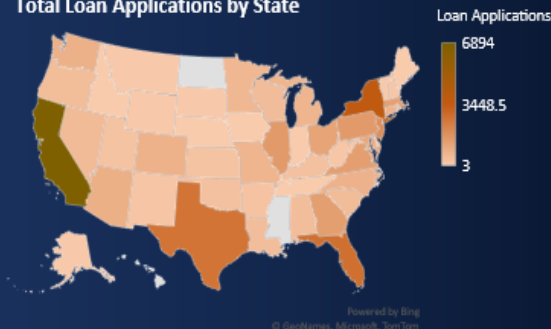 Total Loan Applications by State
Loan Applications
6894
3448.5
3
Powered by Bing
© GeoNames, Microsoft, TomTom